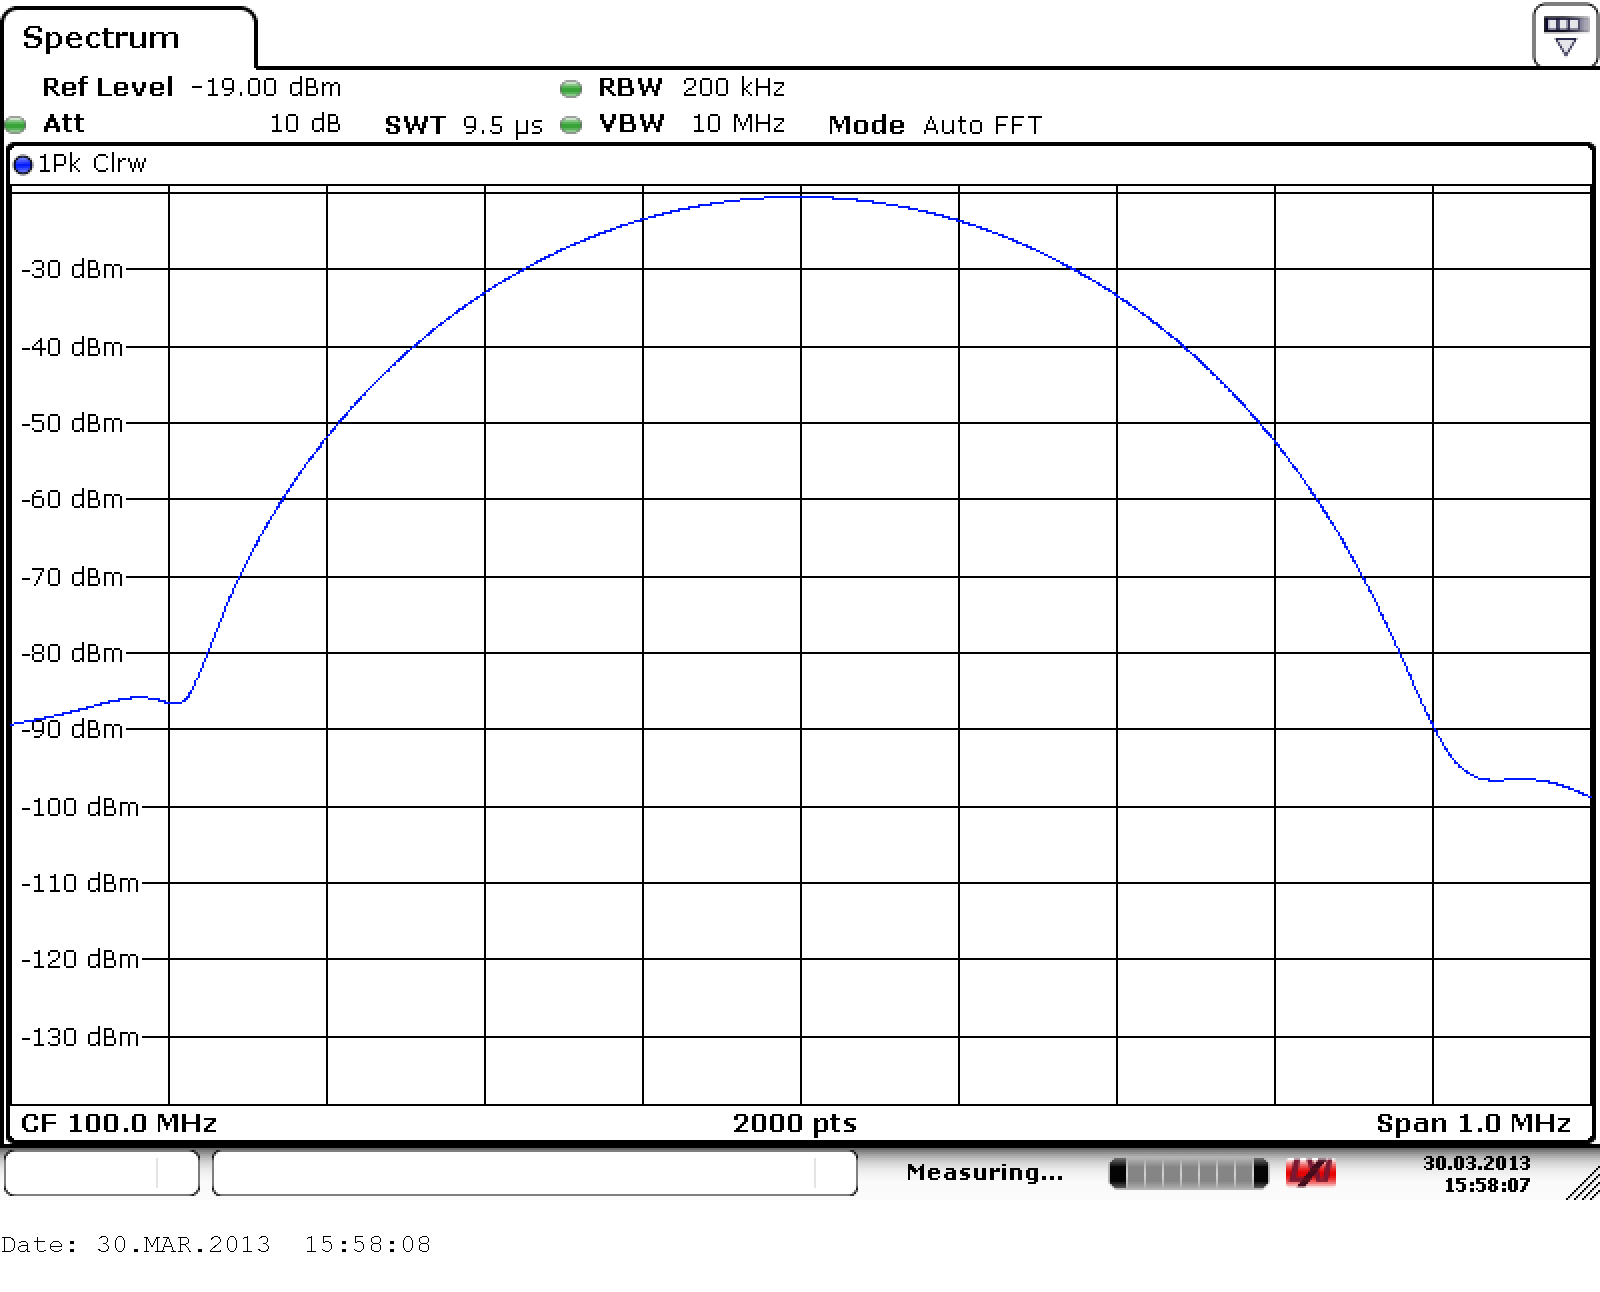 Spectrum
Ref Level -19.00 dBm RBW 200 kHz
Att 10 dB SWT 9.5 µs VBW 10 MHz Mode Auto FFT
1Pk Clrw
-30 dBm
-40 dBm
-50 dBm
-60 dBm
-70 dBm
-80 dBm
-90 dBm
-100 dBm
-110 dBm
-120 dBm
-130 dBm
CF 100.0 MHz 2000 pts Span 1.0 MHz
Measuring... LXI 30.03.2013
15:58:07
Date: 30.MAR.2013 15:58:08